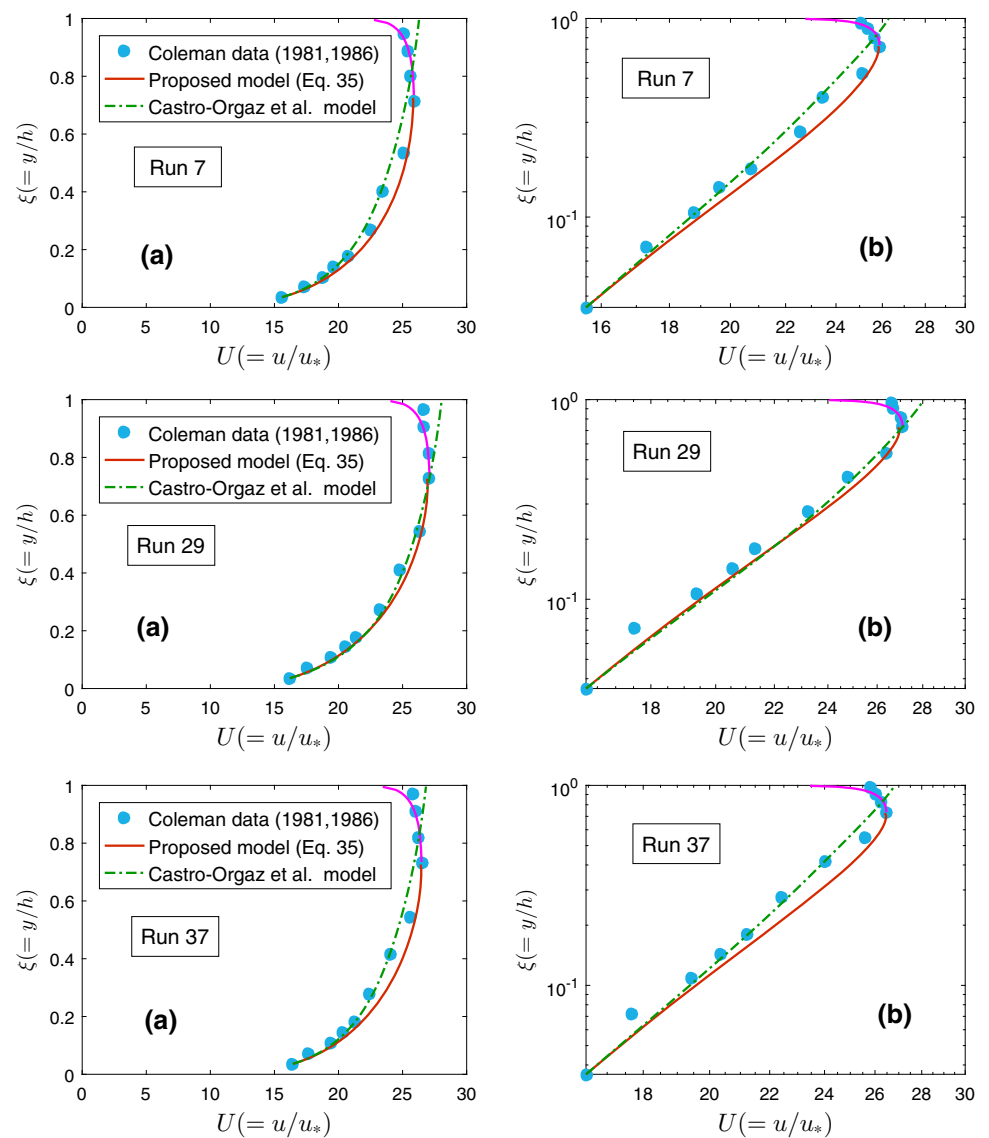 1
0.8
0.6
0.4
0.2
0
ξ(= y/h)
Coleman data (1981,1986)
Proposed model (Eq. 35)
Castro-Orgaz et al. model
Run 7
(a)
0 5 10 15 20 25 30
U(= u/u*)
10^0
10^-1
ξ(= y/h)
Run 7
(b)
16 18 20 22 24 26 28 30
U(= u/u*)
1
0.8
0.6
0.4
0.2
0
ξ(= y/h)
Coleman data (1981,1986)
Proposed model (Eq. 35)
Castro-Orgaz et al. model
Run 29
(a)
0 5 10 15 20 25 30
U(= u/u*)
10^0
10^-1
ξ(= y/h)
Run 29
(b)
18 20 22 24 26 28 30
U(= u/u*)
1
0.8
0.6
0.4
0.2
0
ξ(= y/h)
Coleman data (1981,1986)
Proposed model (Eq. 35)
Castro-Orgaz et al. model
Run 37
(a)
0 5 10 15 20 25 30
U(= u/u*)
10^0
10^-1
ξ(= y/h)
Run 37
(b)
18 20 22 24 26 28 30
U(= u/u*)